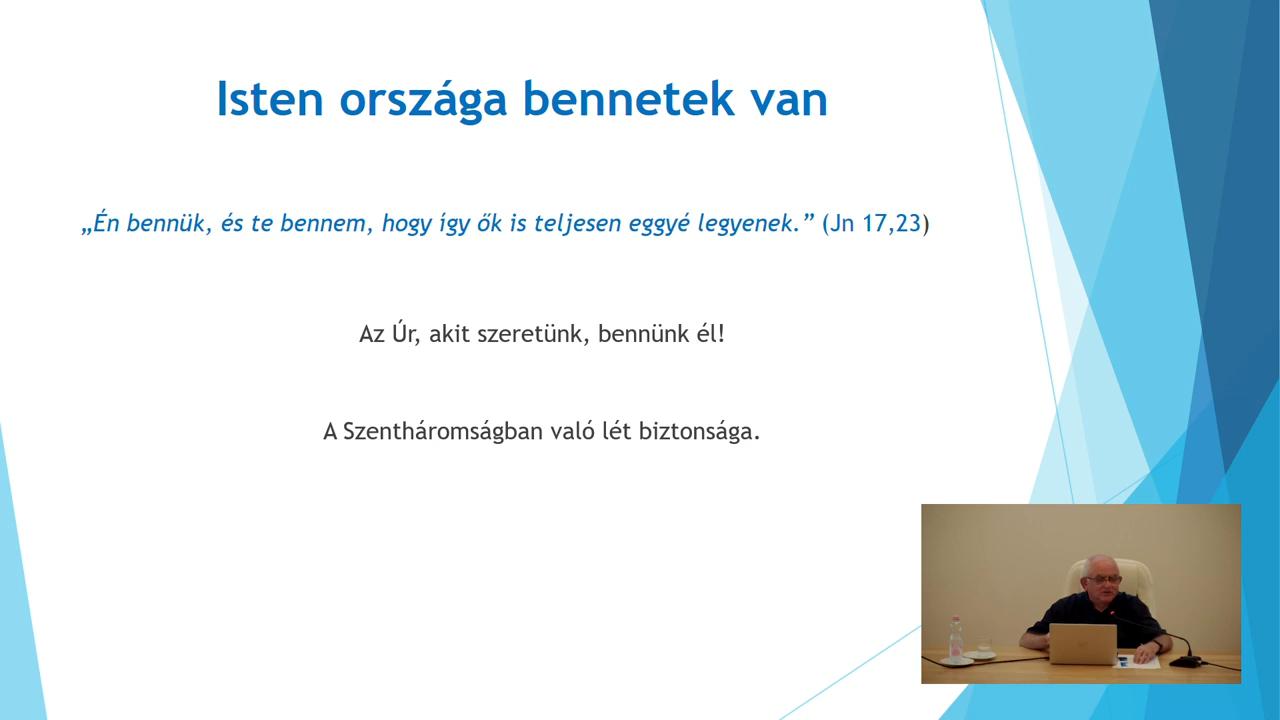 Isten országa bennetek van
„Én bennük, és te bennem, hogy így ők is teljesen eggyé legyenek.” (Jn 17,23)
Az Úr, akit szeretünk, bennünk él!
A Szentháromságban való lét biztonsága.